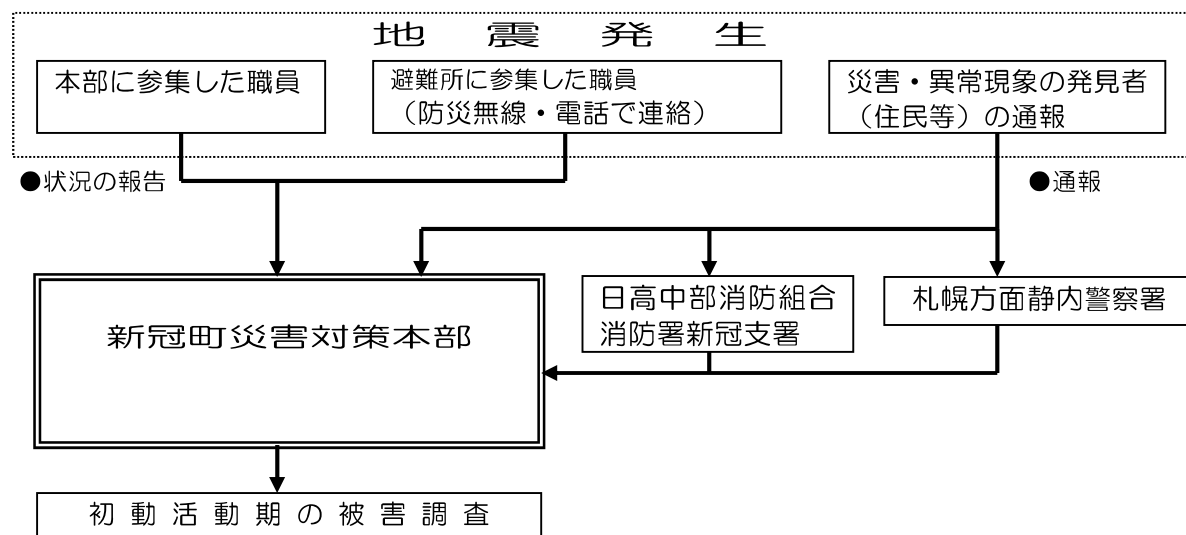 地　震　発　生
本部に参集した職員
避難所に参集した職員
（防災無線・電話で連絡）
災害・異常現象の発見者
（住民等）の通報
●状況の報告
●通報
新冠町災害対策本部
日高中部消防組合
消防署新冠支署
札幌方面静内警察署
初動活動期の被害調査